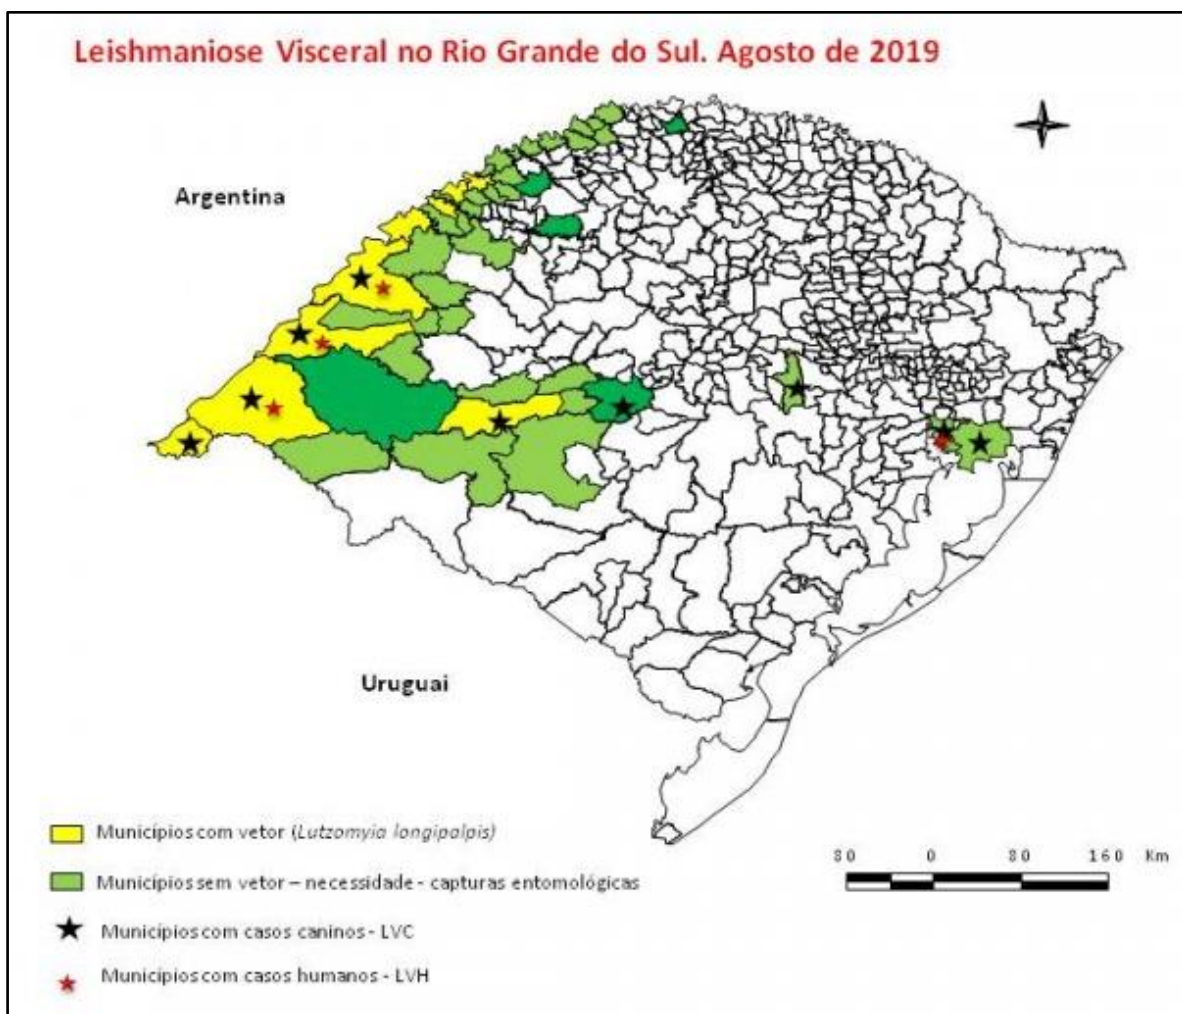 Leishmaniose Visceral no Rio Grande do Sul. Agosto de 2019
Argentina
Uruguai
Municípios com vetor (Lutzomyia longipalpis)
Municípios sem vetor – necessidade - capturas entomológicas
Municípios com casos caninos - LVC
Municípios com casos humanos - LVH
80 0 80 160 Km